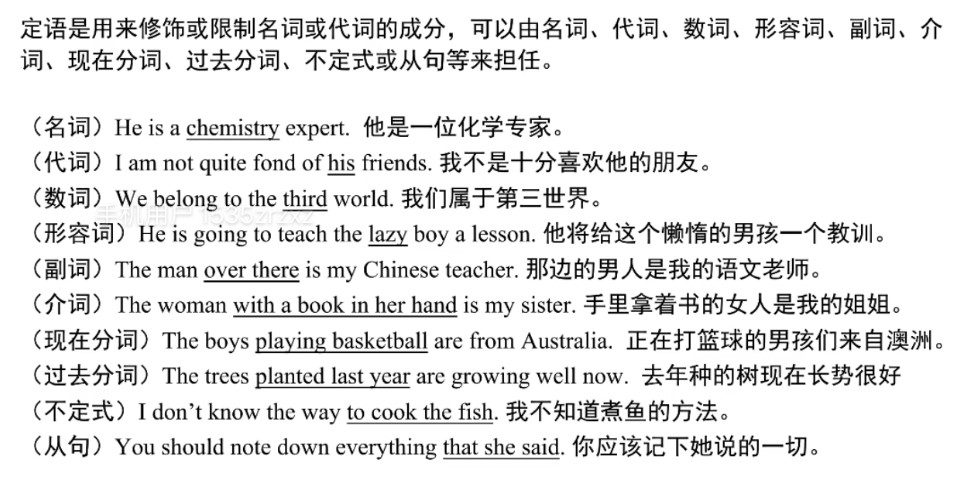 定语是用来修饰或限制名词或代词的成分，可以由名词、代词、数词、形容词、副词、介
词、现在分词、过去分词、不定式或从句等来担任。
（名词）He is a chemistry expert. 他是一位化学专家。
（代词）I am not quite fond of his friends. 我不是十分喜欢他的朋友。
（数词）We belong to the third world. 我们属于第三世界。
（形容词）He is going to teach the lazy boy a lesson. 他将给这个懒惰的男孩一个教训。
（副词）The man over there is my Chinese teacher. 那边的男人是我的语文老师。
（介词）The woman with a book in her hand is my sister. 手里拿着书的女人是我的姐姐。
（现在分词）The boys playing basketball are from Australia. 正在打篮球的男孩们来自澳洲。
（过去分词）The trees planted last year are growing well now. 去年种的树现在长势很好
（不定式）I don’t know the way to cook the fish. 我不知道煮鱼的方法。
（从句）You should note down everything that she said. 你应该记下她说的一切。